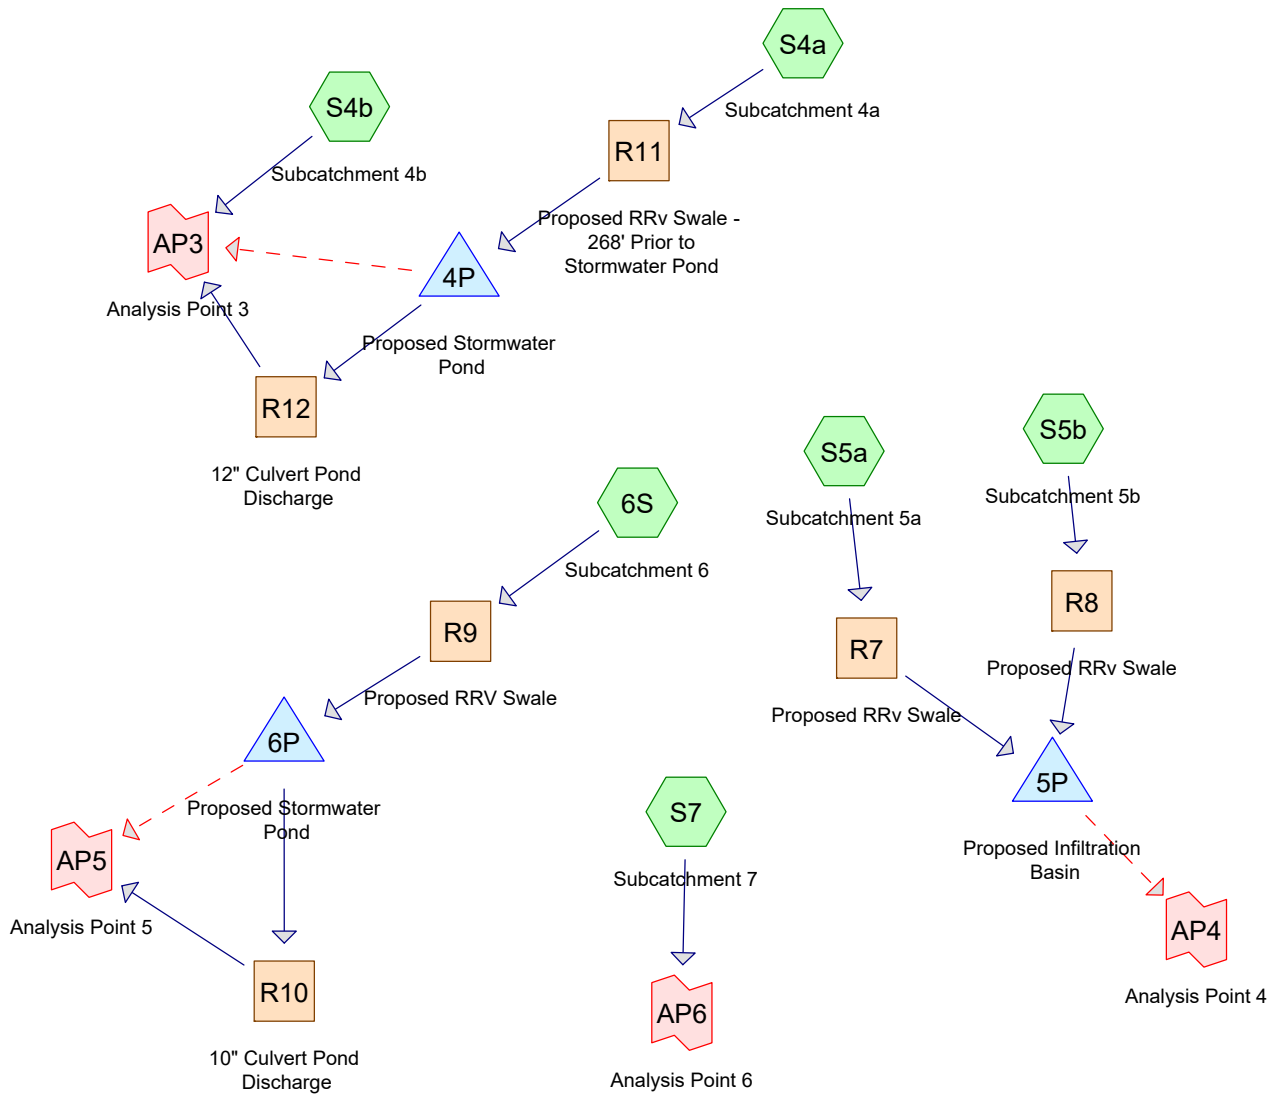 S4a
Subcatchment 4a
S4b
Subcatchment 4b
R11
Proposed RRv Swale -
268' Prior to
Stormwater Pond
AP3
Analysis Point 3
4P
Proposed Stormwater
Pond
R12
12" Culvert Pond
Discharge
S5a
Subcatchment 5a
S5b
Subcatchment 5b
6S
Subcatchment 6
R9
Proposed RRV Swale
R7
Proposed RRv Swale
R8
Proposed RRv Swale
6P
Proposed Stormwater
Pond
5P
Proposed Infiltration
Basin
S7
Subcatchment 7
AP5
Analysis Point 5
AP4
Analysis Point 4
R10
10" Culvert Pond
Discharge
AP6
Analysis Point 6